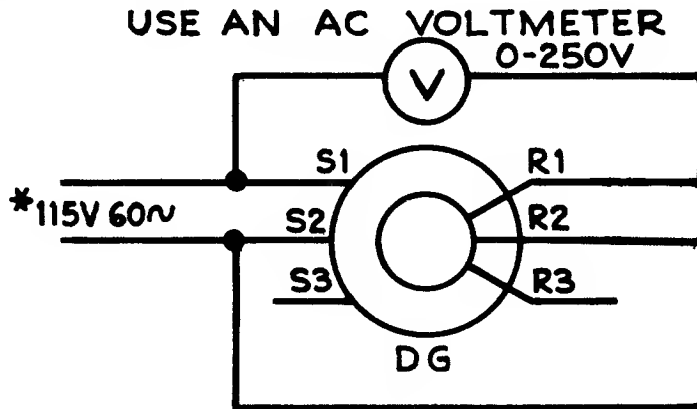 USE AN AC VOLTMETER
0-250V
V
S1
R1
*115V 60~
S2
R2
S3
R3
DG